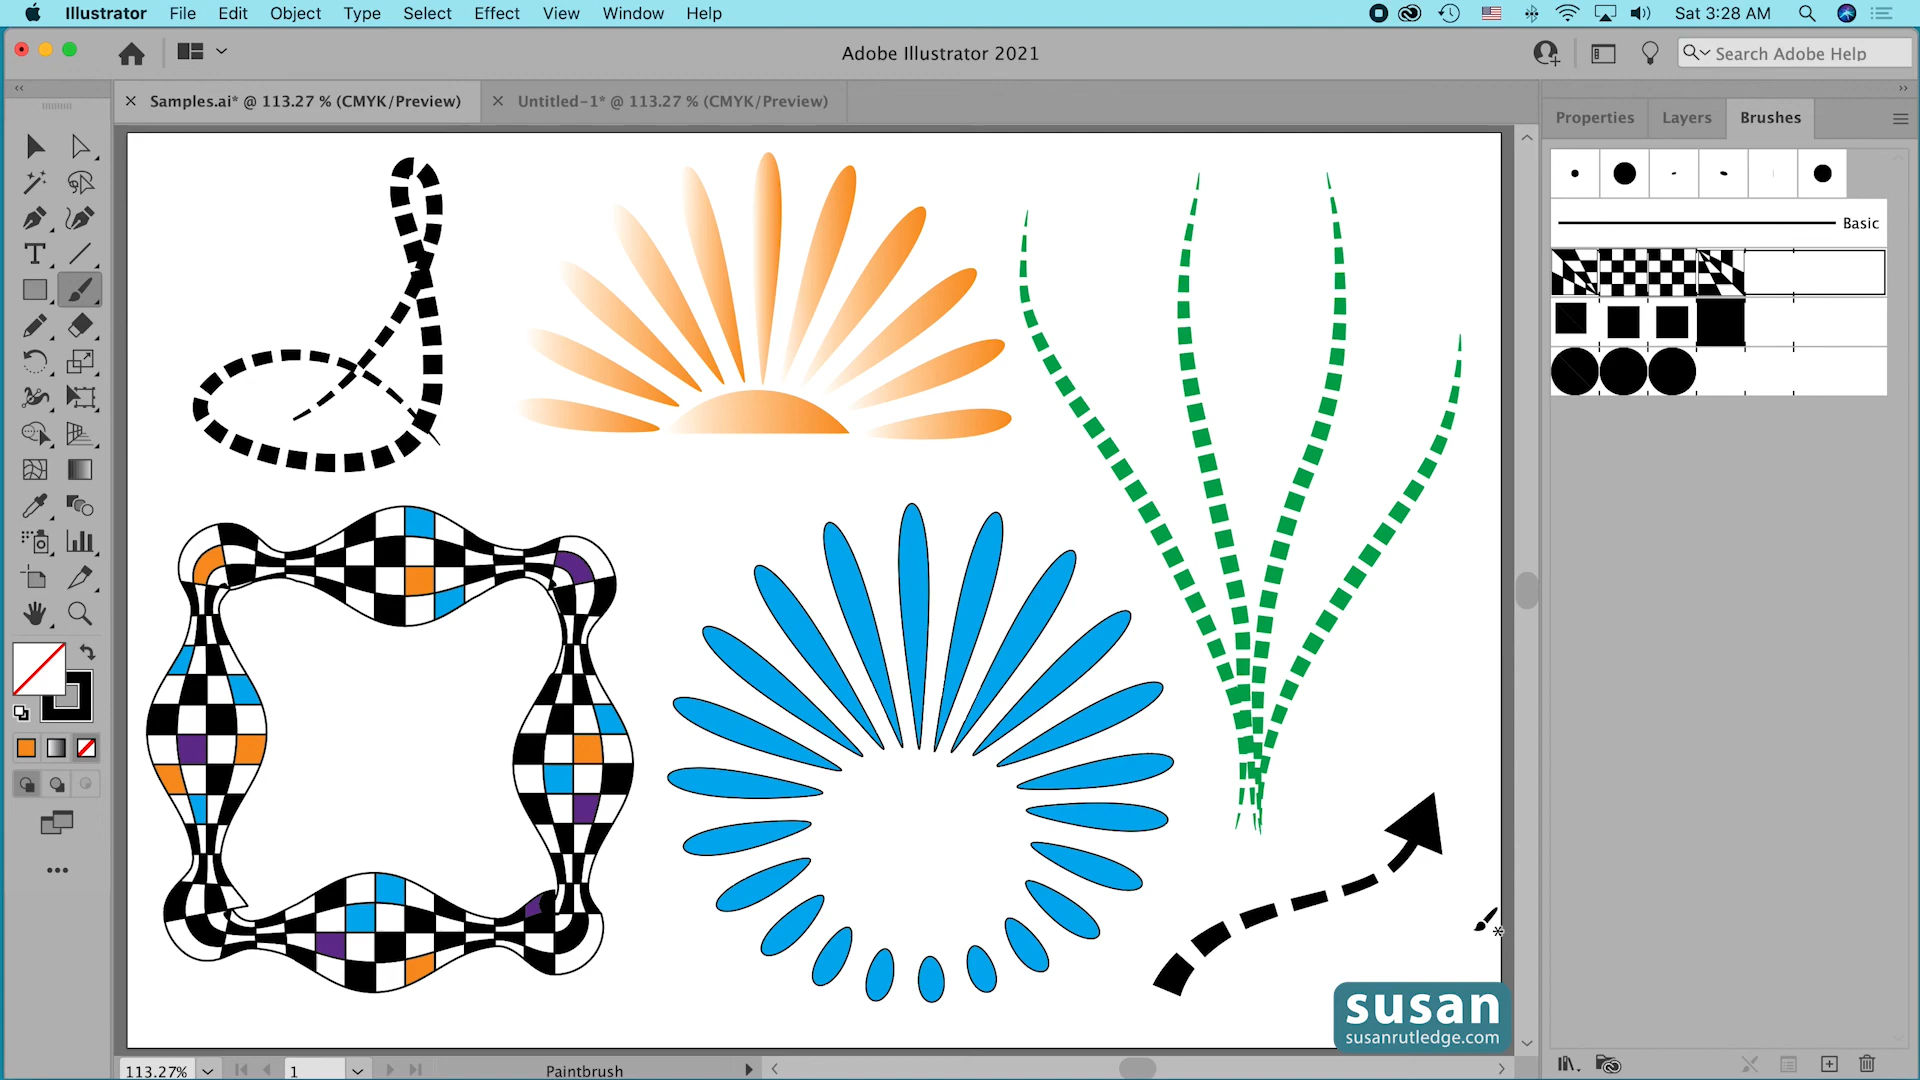 Illustrator File Edit Object Type Select Effect View Window Help Sat 3:28 AM
Adobe Illustrator 2021
Search Adobe Help
Samples.ai* @ 113.27 % (CMYK/Preview)
Untitled-1* @ 113.27 % (CMYK/Preview)
Properties Layers Brushes
Basic
susan
susanrutledge.com
113.27% 1 Paintbrush